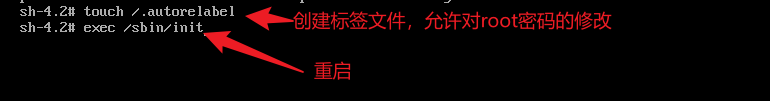 sh-4.2# touch /.autorelabel
创建标签文件，允许对root密码的修改
sh-4.2# exec /sbin/init
重启